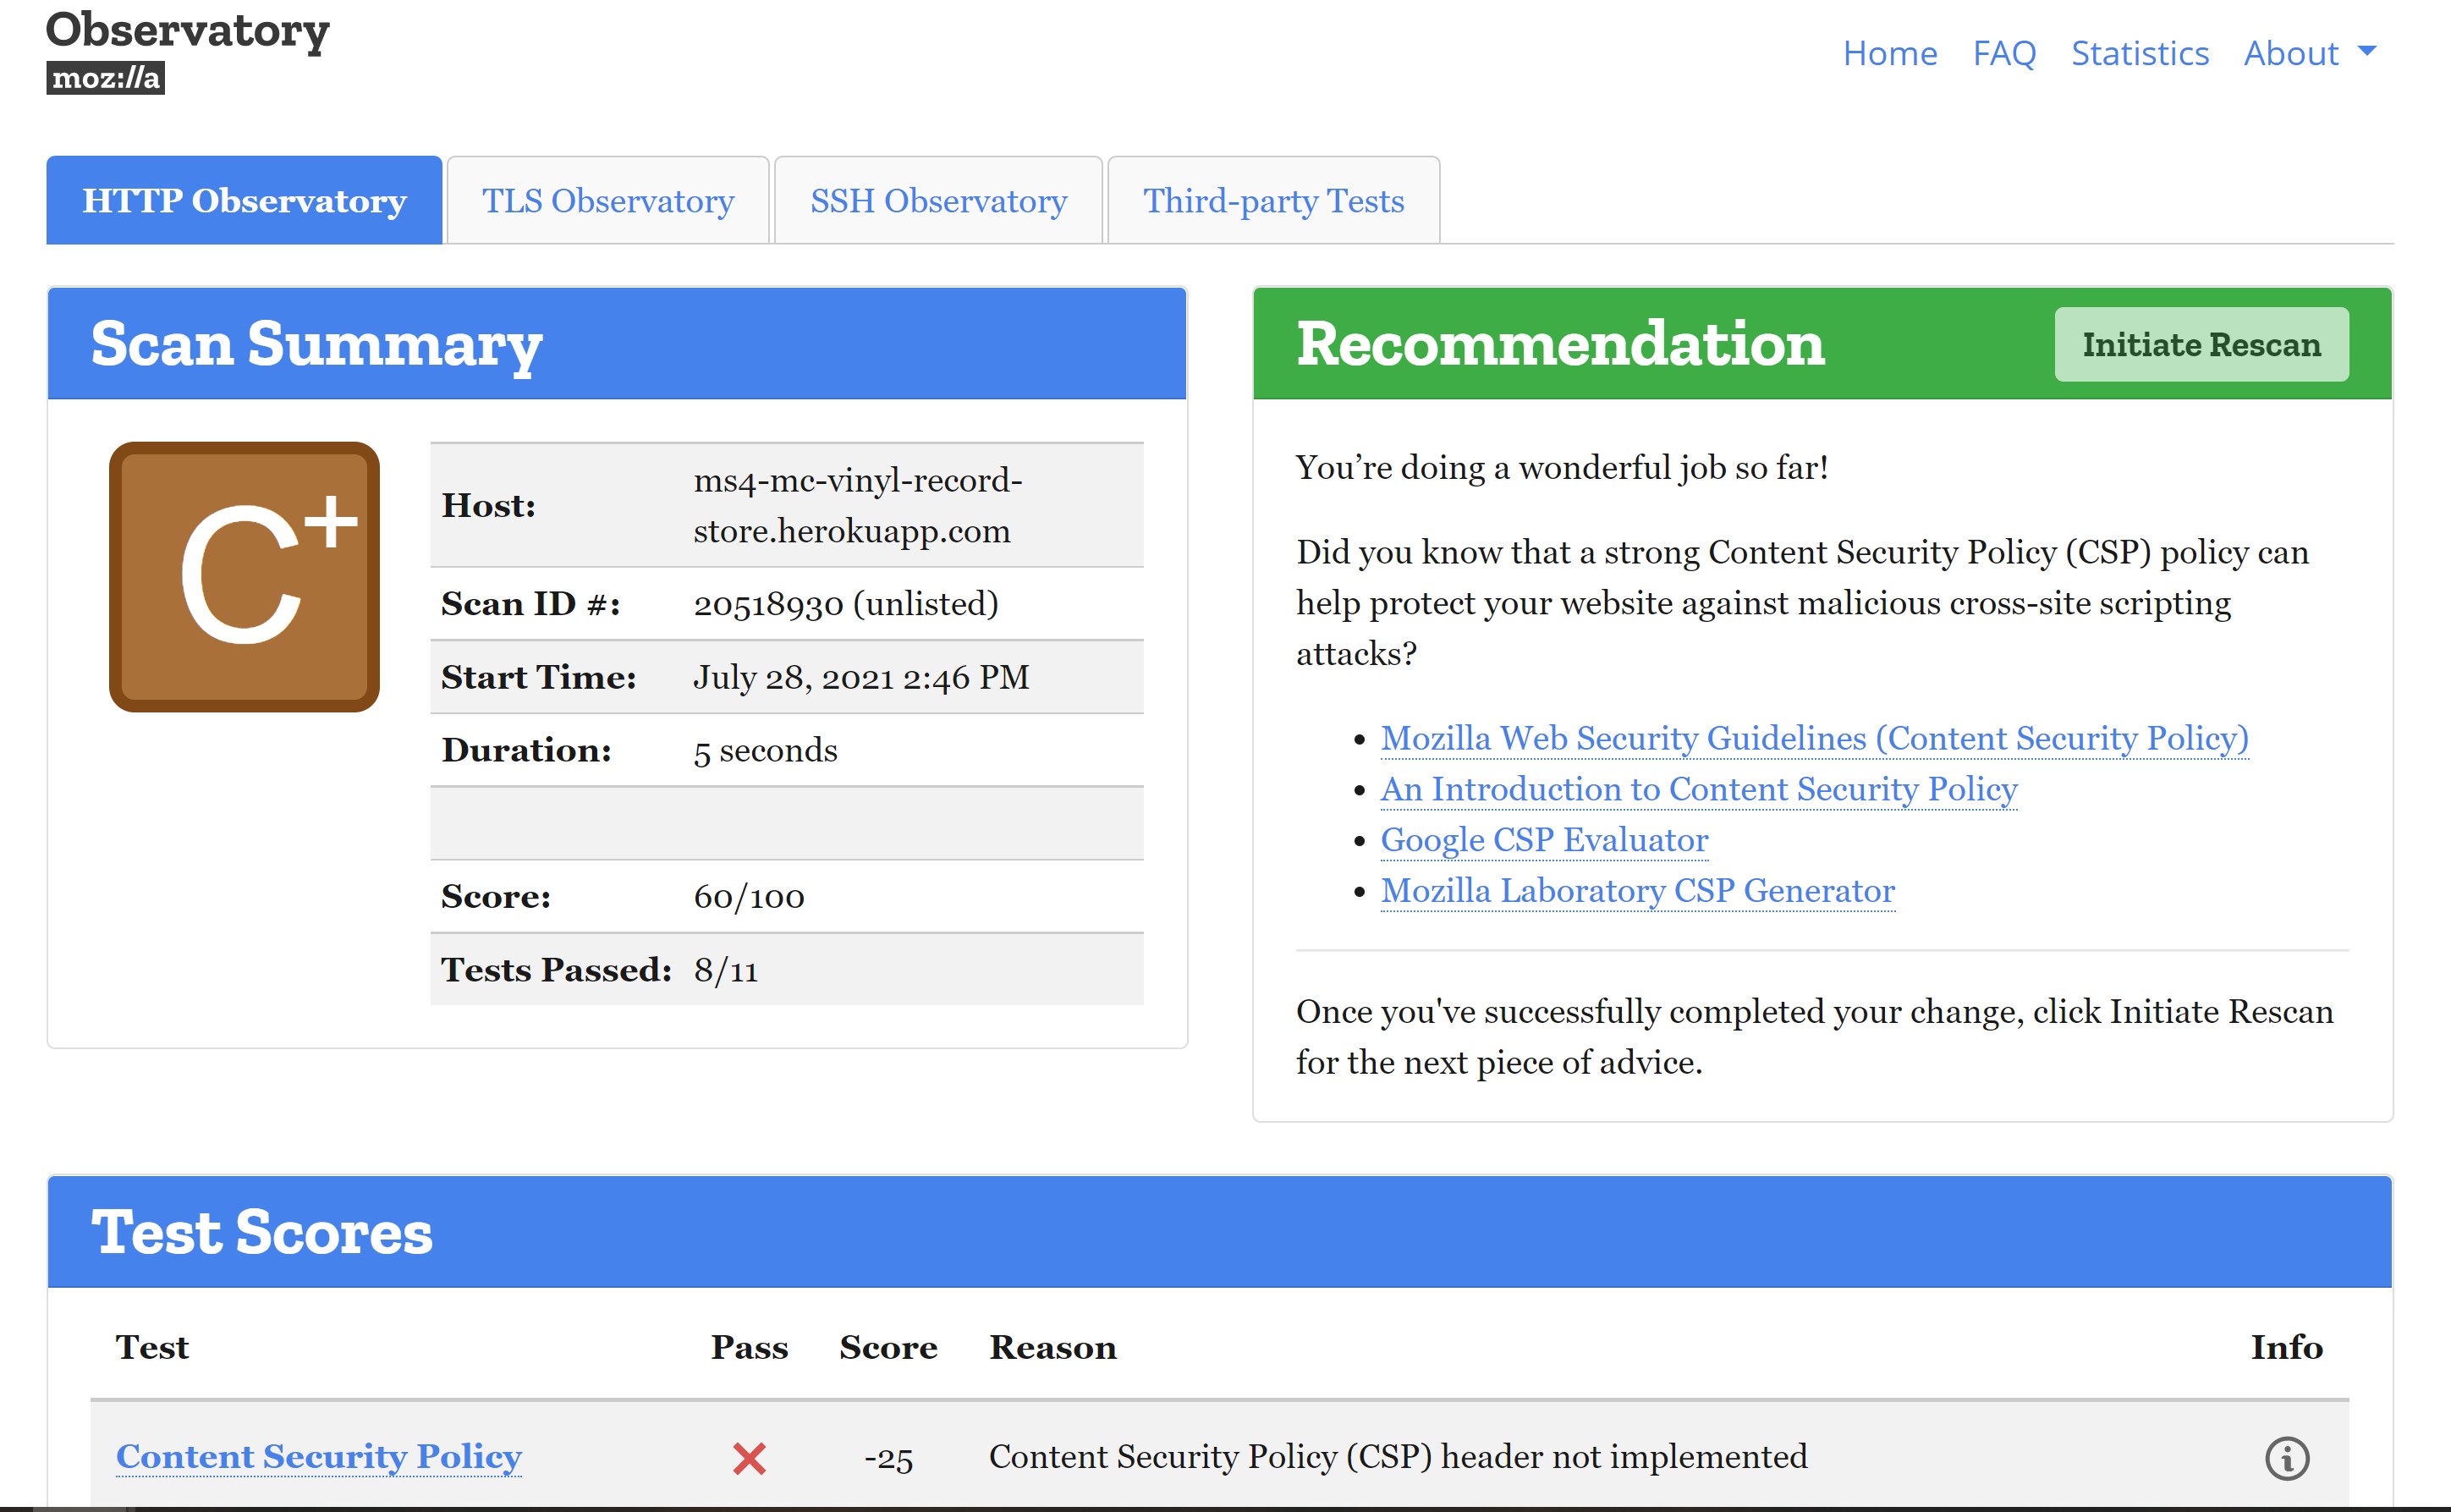 Observatory
moz://a
Home FAQ Statistics About
HTTP Observatory TLS Observatory SSH Observatory Third-party Tests
Scan Summary
C+
Host: ms4-mc-vinyl-record-
store.herokuapp.com
Scan ID #: 20518930 (unlisted)
Start Time: July 28, 2021 2:46 PM
Duration: 5 seconds
Score: 60/100
Tests Passed: 8/11
Recommendation Initiate Rescan
You’re doing a wonderful job so far!
Did you know that a strong Content Security Policy (CSP) policy can
help protect your website against malicious cross-site scripting
attacks?
Mozilla Web Security Guidelines (Content Security Policy)
An Introduction to Content Security Policy
Google CSP Evaluator
Mozilla Laboratory CSP Generator
Once you've successfully completed your change, click Initiate Rescan
for the next piece of advice.
Test Scores
Test Pass Score Reason Info
Content Security Policy -25 Content Security Policy (CSP) header not implemented